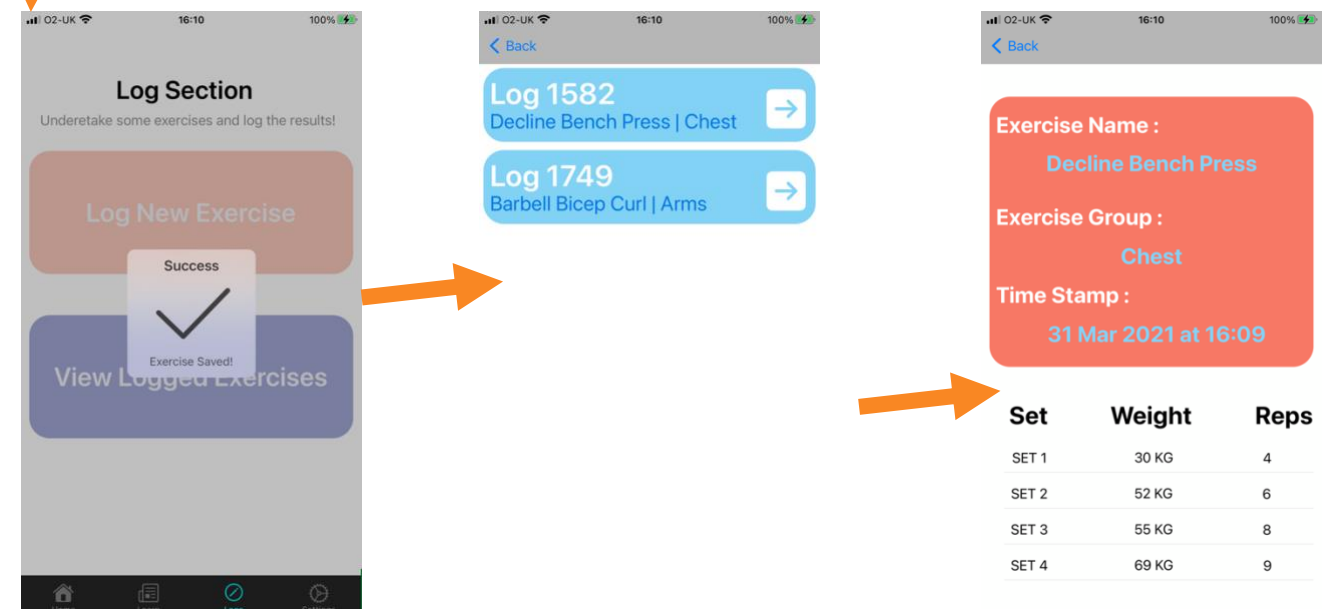 O2-UK 16:10 100%
Log Section
Underetake some exercises and log the results!
Log New Exercise
Success
Exercise Saved!
View Logged Exercises
O2-UK 16:10 100%
Back
Log 1582
Decline Bench Press | Chest
Log 1749
Barbell Bicep Curl | Arms
O2-UK 16:10 100%
Back
Exercise Name :
Decline Bench Press
Exercise Group :
Chest
Time Stamp :
31 Mar 2021 at 16:09
Set Weight Reps
SET 1 30 KG 4
SET 2 52 KG 6
SET 3 55 KG 8
SET 4 69 KG 9